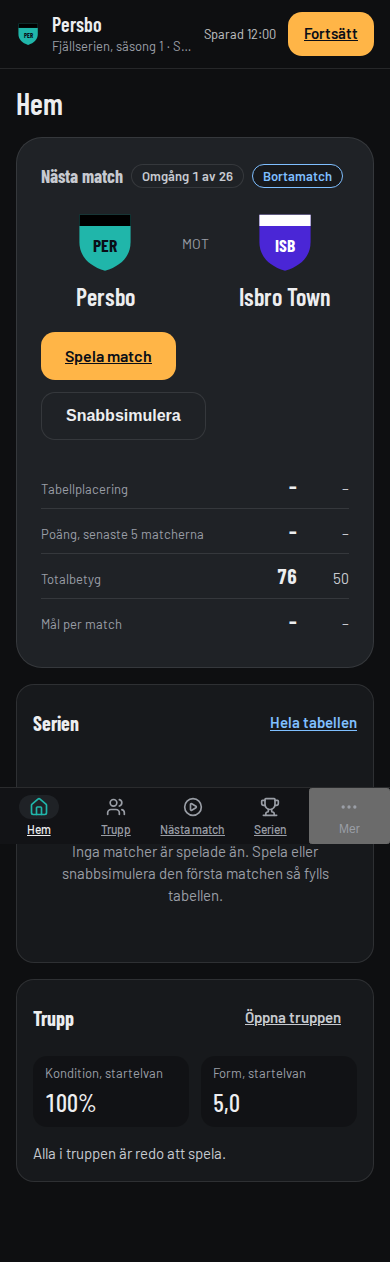 PER
Persbo
Fjällserien, säsong 1 · S...
Sparad 12:00
Fortsätt
Hem
Nästa match
Omgång 1 av 26
Bortamatch
PER
MOT
ISB
Persbo
Isbro Town
Spela match
Snabbsimulera
Tabellplacering - –
Poäng, senaste 5 matcherna - –
Totalbetyg 76 50
Mål per match - –
Serien
Hela tabellen
Hem
Trupp
Nästa match
Serien
Mer
Inga matcher är spelade än. Spela eller
snabbsimulera den första matchen så fylls
tabellen.
Trupp
Öppna truppen
Kondition, startelvan
100%
Form, startelvan
5,0
Alla i truppen är redo att spela.